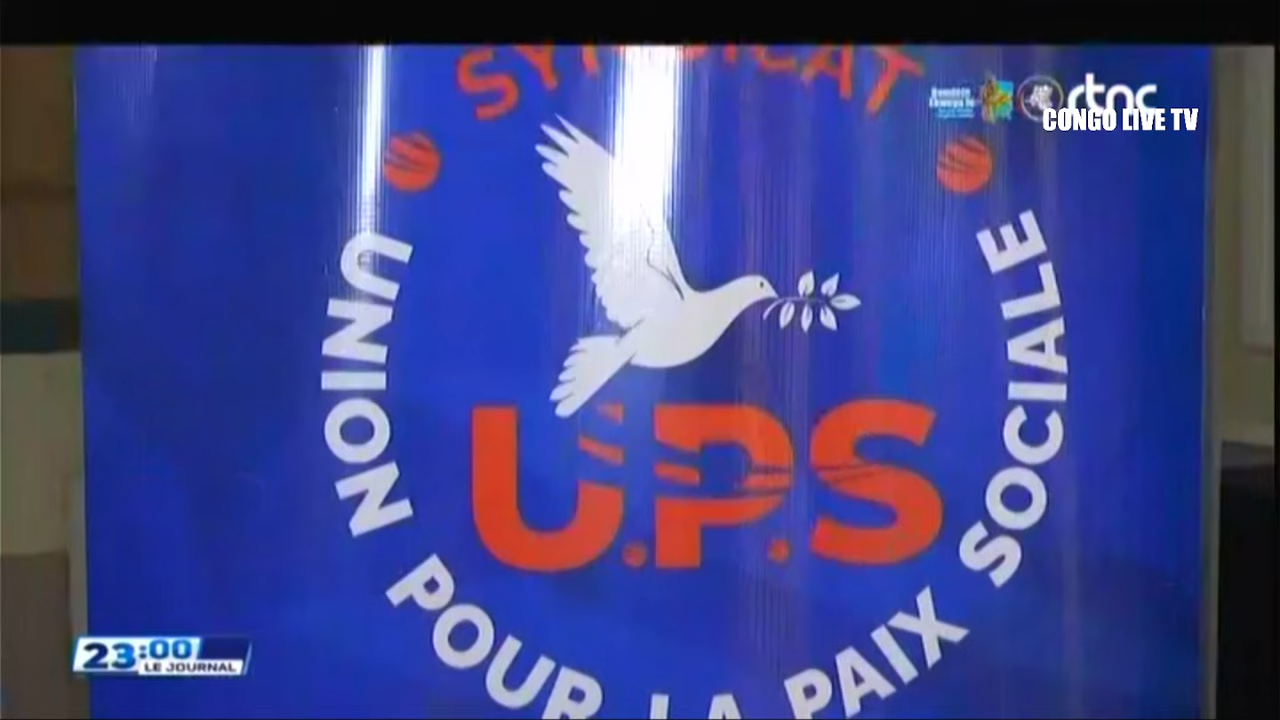 SYNDICAT
rtnc
CONGO LIVE TV
UNION POUR LA PAIX SOCIALE
U.P.S
23:00
LE JOURNAL